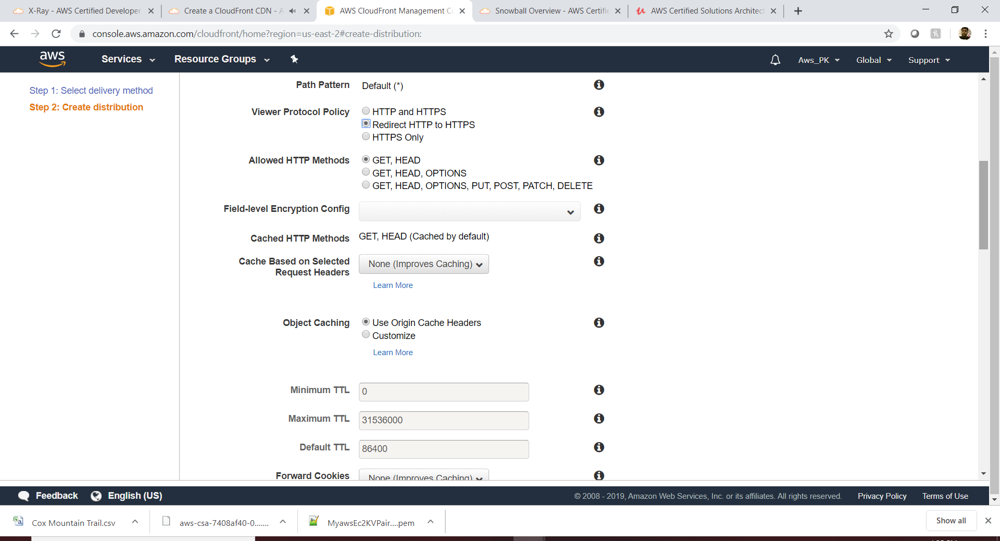 X-Ray - AWS Certified Developer
Create a CloudFront CDN - A
AWS CloudFront Management Co
Snowball Overview - AWS Certifie
AWS Certified Solutions Architect
console.aws.amazon.com/cloudfront/home?region=us-east-2#create-distribution:
aws
Services
Resource Groups
Aws_PK
Global
Support
Step 1: Select delivery method
Step 2: Create distribution
Path Pattern Default (*)
Viewer Protocol Policy HTTP and HTTPS
Redirect HTTP to HTTPS
HTTPS Only
Allowed HTTP Methods GET, HEAD
GET, HEAD, OPTIONS
GET, HEAD, OPTIONS, PUT, POST, PATCH, DELETE
Field-level Encryption Config
Cached HTTP Methods GET, HEAD (Cached by default)
Cache Based on Selected
Request Headers
None (Improves Caching)
Learn More
Object Caching Use Origin Cache Headers
Customize
Learn More
Minimum TTL 0
Maximum TTL 31536000
Default TTL 86400
Forward Cookies None (Improves Caching)
Feedback
English (US)
© 2008 - 2019, Amazon Web Services, Inc. or its affiliates. All rights reserved.
Privacy Policy
Terms of Use
Cox Mountain Trail.csv
aws-csa-7408af40-0.......
MyawsEc2KVPair....pem
Show all